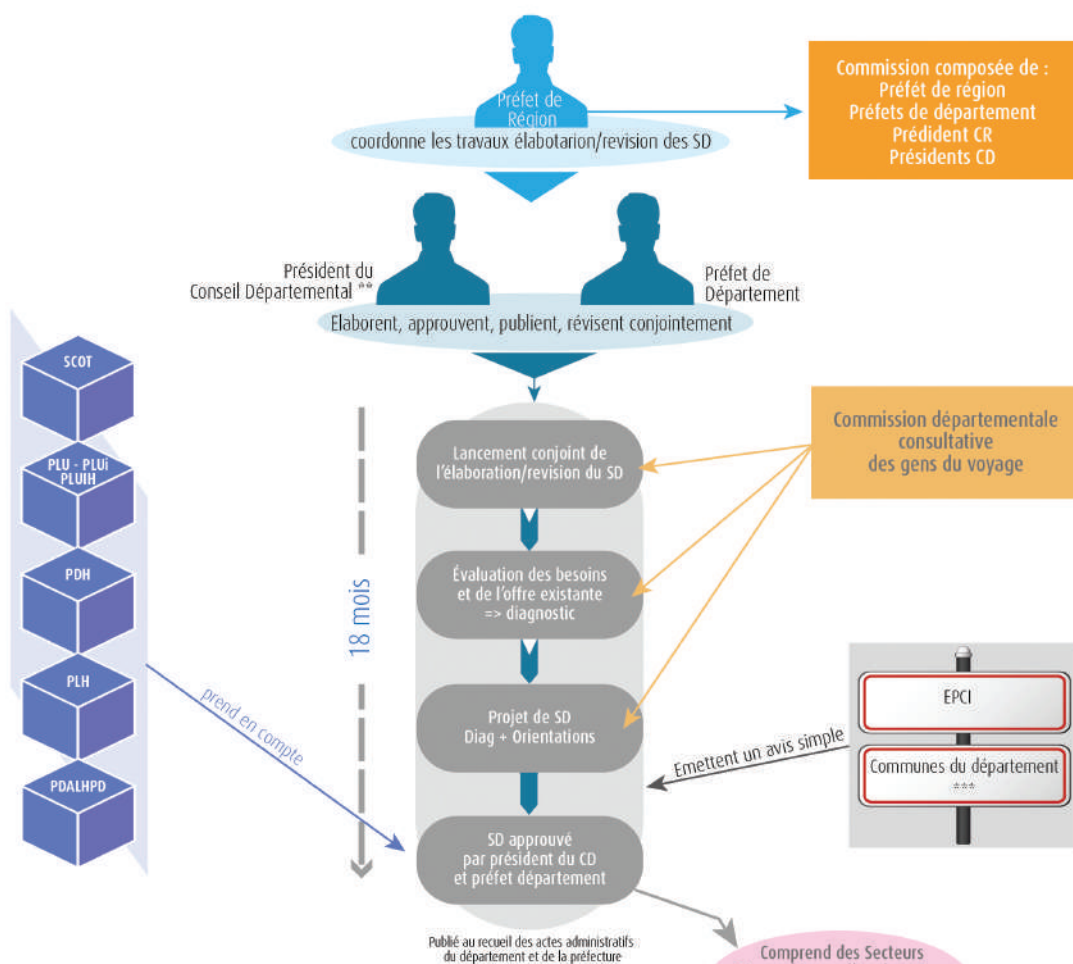 Préfet de
Région
coordonne les travaux élabotarion/revision des SD
Commission composée de :
Préfét de région
Préfets de département
Prédident CR
Présidents CD
Président du
Conseil Départemental **
Préfet de
Département
Elaborent, approuvent, publient, révisent conjointement
SCOT
PLU - PLUi
PLUIH
PDH
PLH
PDALHPD
prend en compte
18 mois
Lancement conjoint de
l'élaboration/revision du SD
Évaluation des besoins
et de l'offre existante
=> diagnostic
Projet de SD
Diag + Orientations
SD approuvé
par président du CD
et préfet département
Commission départementale
consultative
des gens du voyage
EPCI
Communes du département
***
Emettent un avis simple
Publié au recueil des actes administratifs
du département et de la préfecture
Comprend des Secteurs